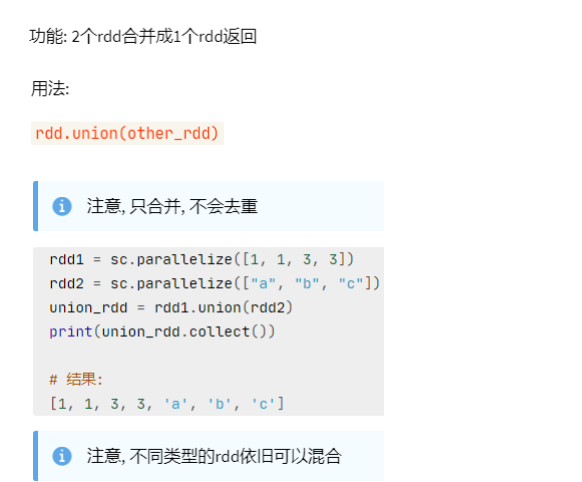 功能: 2个rdd合并成1个rdd返回
用法:
rdd.union(other_rdd)
注意, 只合并, 不会去重
rdd1 = sc.parallelize([1, 1, 3, 3])
rdd2 = sc.parallelize(["a", "b", "c"])
union_rdd = rdd1.union(rdd2)
print(union_rdd.collect())
# 结果:
[1, 1, 3, 3, 'a', 'b', 'c']
注意, 不同类型的rdd依旧可以混合